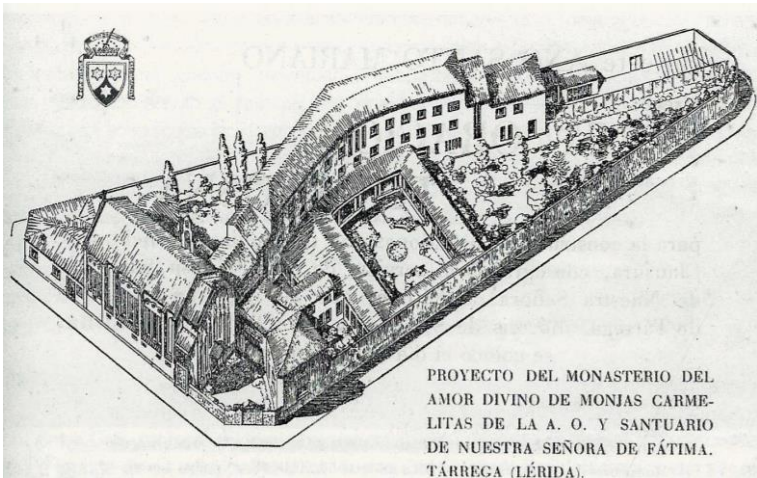 PROYECTO DEL MONASTERIO DEL
AMOR DIVINO DE MONJAS CARME-
LITAS DE LA A. O. Y SANTUARIO
DE NUESTRA SEÑORA DE FÁTIMA.
TÁRREGA (LÉRIDA).